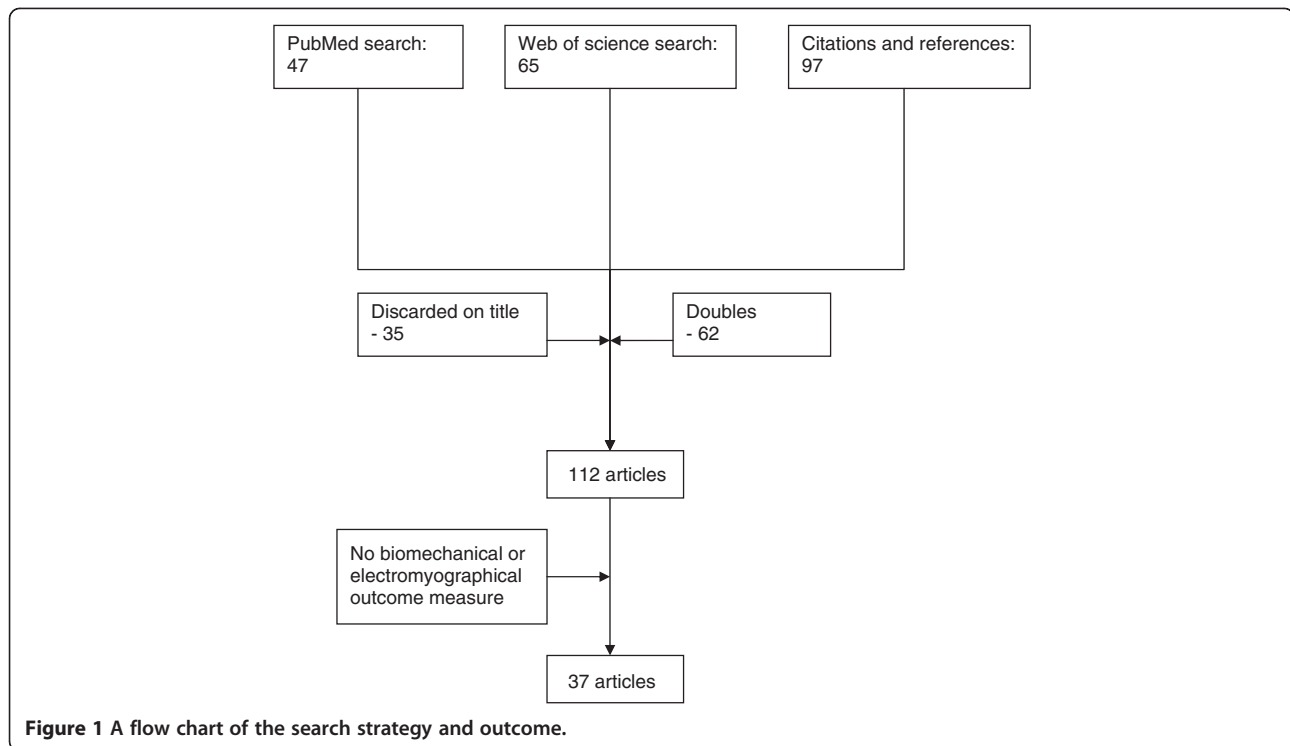 PubMed search:
47
Web of science search:
65
Citations and references:
97
Discarded on title
- 35
Doubles
- 62
112 articles
No biomechanical or
electromyographical
outcome measure
37 articles
Figure 1 A flow chart of the search strategy and outcome.